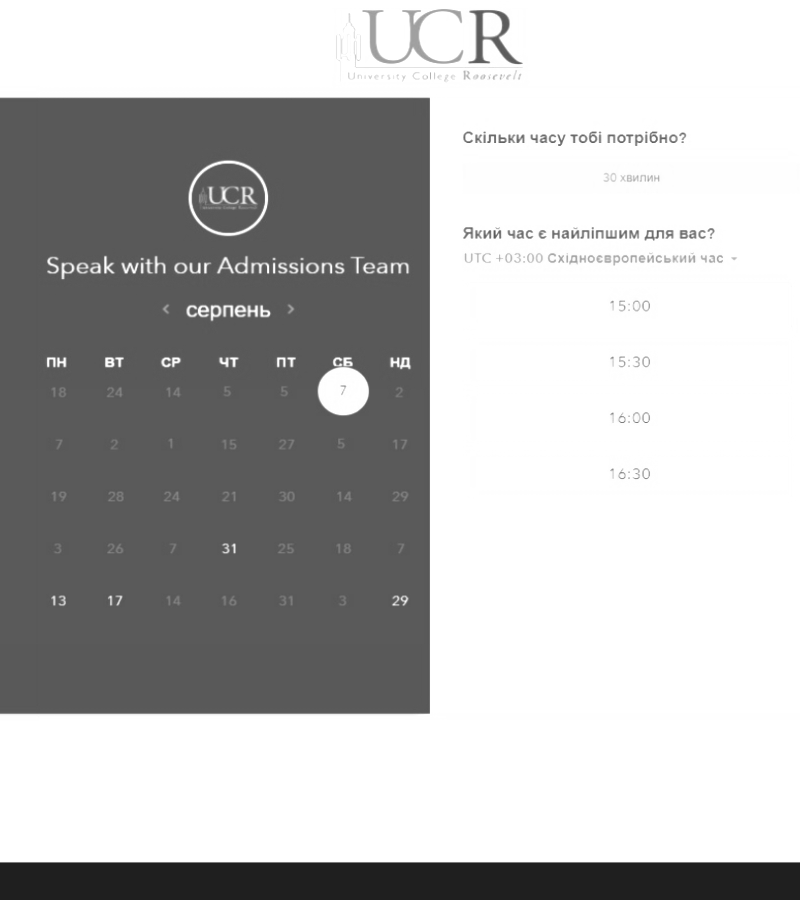 UCR
University College Roosevelt
Скільки часу тобі потрібно?
30 хвилин
UCR
Який час є найліпшим для вас?
UTC +03:00 Східноєвропейський час
Speak with our Admissions Team
серпень
15:00
15:30
16:00
16:30
ПН ВТ СР ЧТ ПТ СБ НД
18 24 14 5 5 7 2
7 2 1 15 27 5 17
19 28 24 21 30 14 29
3 26 7 31 25 18 7
13 17 14 16 31 3 29